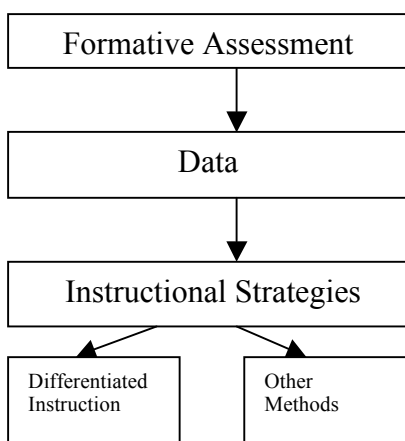 Formative Assessment
Data
Instructional Strategies
Differentiated
Instruction
Other
Methods